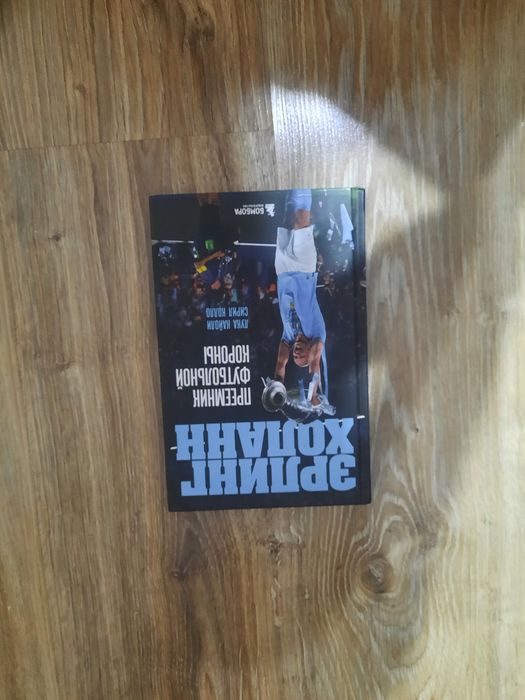 ЭРЛИНГ
ХОЛАНН
ПРЕЕМНИК
ФУТБОЛЬНОЙ
КОРОНЫ
ЛУКА КАЙОЛИ
СИРИЛ КОЛЛО
БОМБОРА